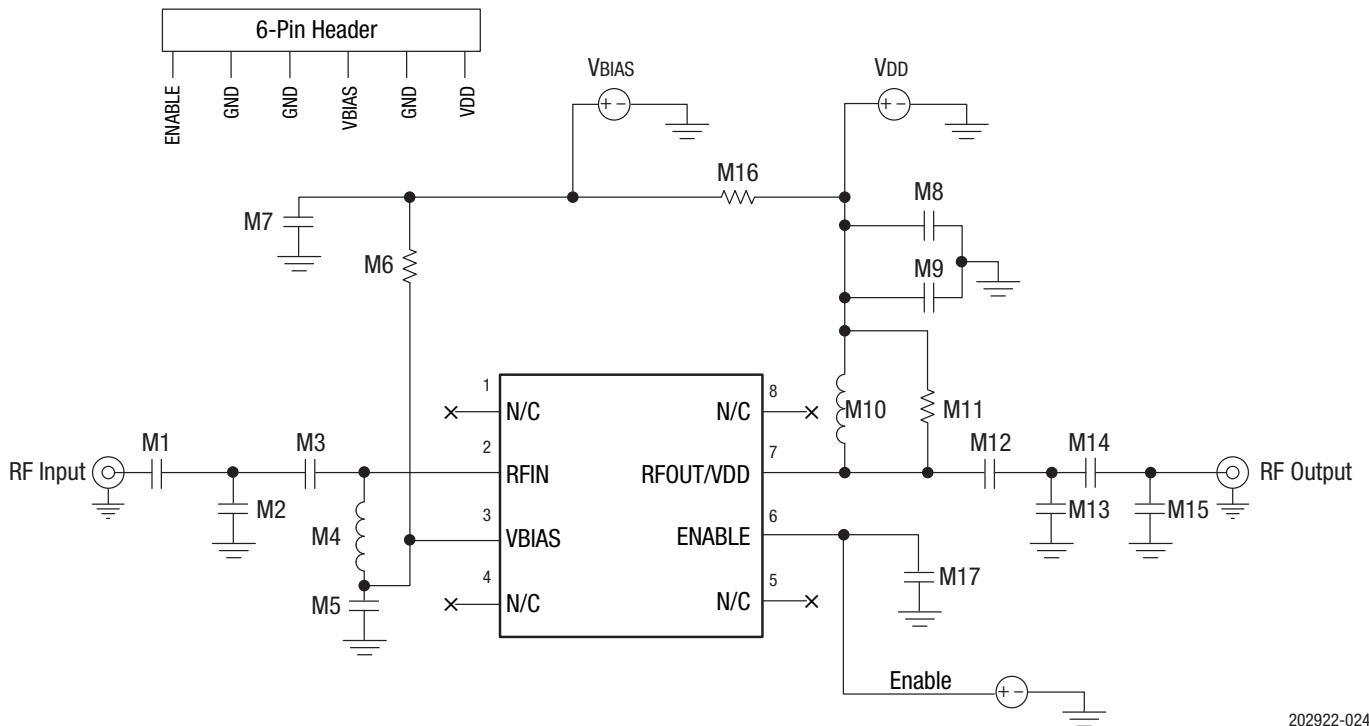 6-Pin Header
ENABLE
GND
GND
VBIAS
GND
VDD
VBIAS
+ -
VDD
+ -
M16
M7
M6
M8
M9
M10
M11
1
N/C
8
N/C
RF Input
M1
M3
2
RFIN
RFOUT/VDD
7
M12
M14
RF Output
M2
M4
3
VBIAS
ENABLE
6
M13
M15
M5
4
N/C
N/C
5
M17
Enable
+ -
202922-024